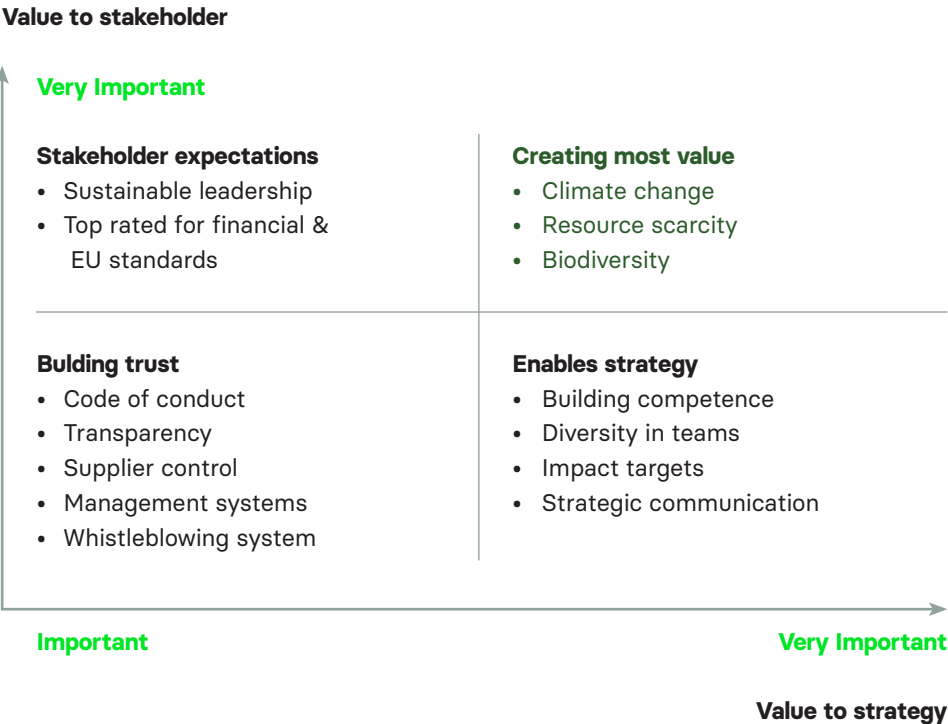 Value to stakeholder
Very Important
Stakeholder expectations
• Sustainable leadership
• Top rated for financial &
EU standards
Creating most value
• Climate change
• Resource scarcity
• Biodiversity
Bulding trust
• Code of conduct
• Transparency
• Supplier control
• Management systems
• Whistleblowing system
Enables strategy
• Building competence
• Diversity in teams
• Impact targets
• Strategic communication
Important
Very Important
Value to strategy